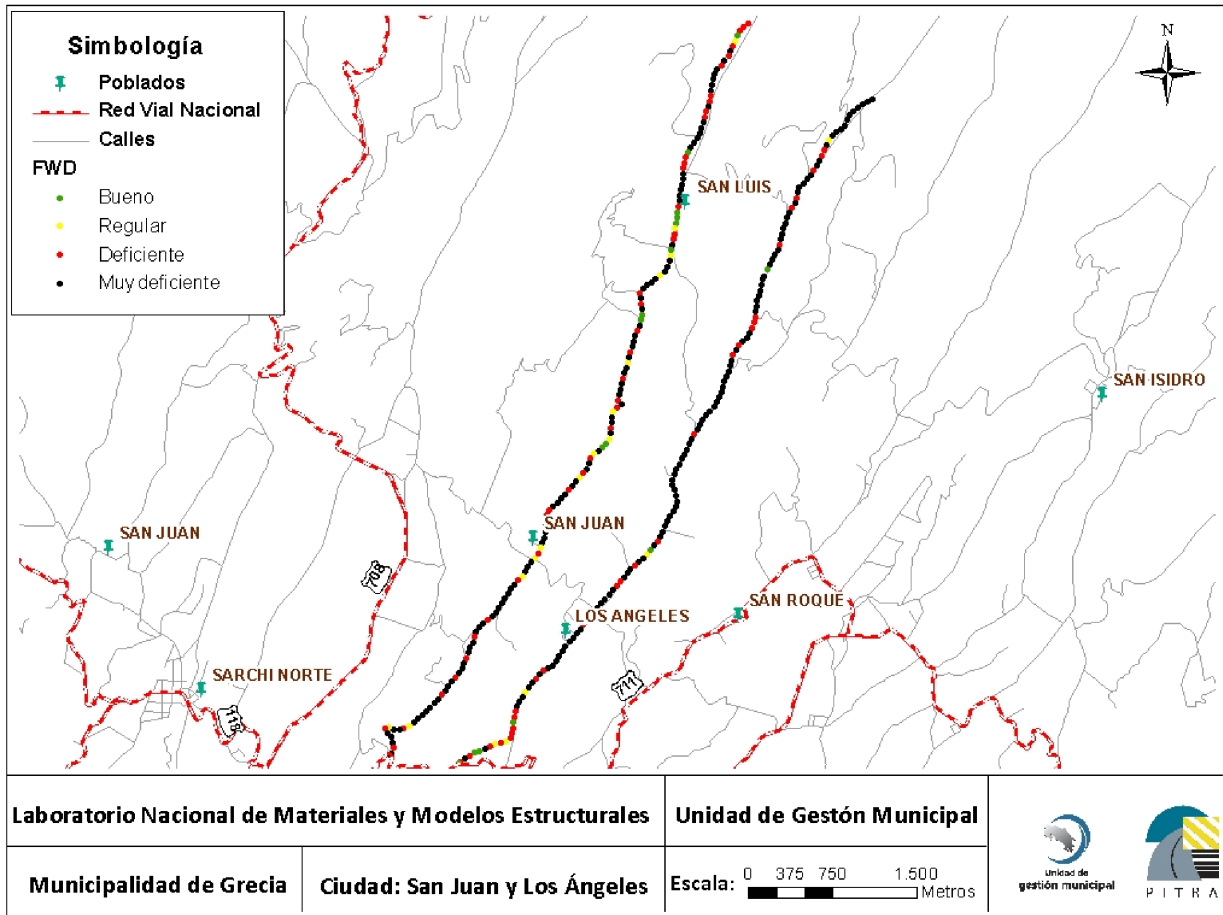 Simbología
Poblados
Red Vial Nacional
Calles
FWD
Bueno
Regular
Deficiente
Muy deficiente
N
SAN LUIS
SAN ISIDRO
SAN JUAN
SAN JUAN
708
SAN ROQUE
LOS ANGELES
SARCHI NORTE
711
118
Laboratorio Nacional de Materiales y Modelos Estructurales
Unidad de Gestón Municipal
Municipalidad de Grecia
Ciudad: San Juan y Los Ángeles
Escala: 0 375 750 1.500
Metros
Unidad de
gestión municipal
PITRA